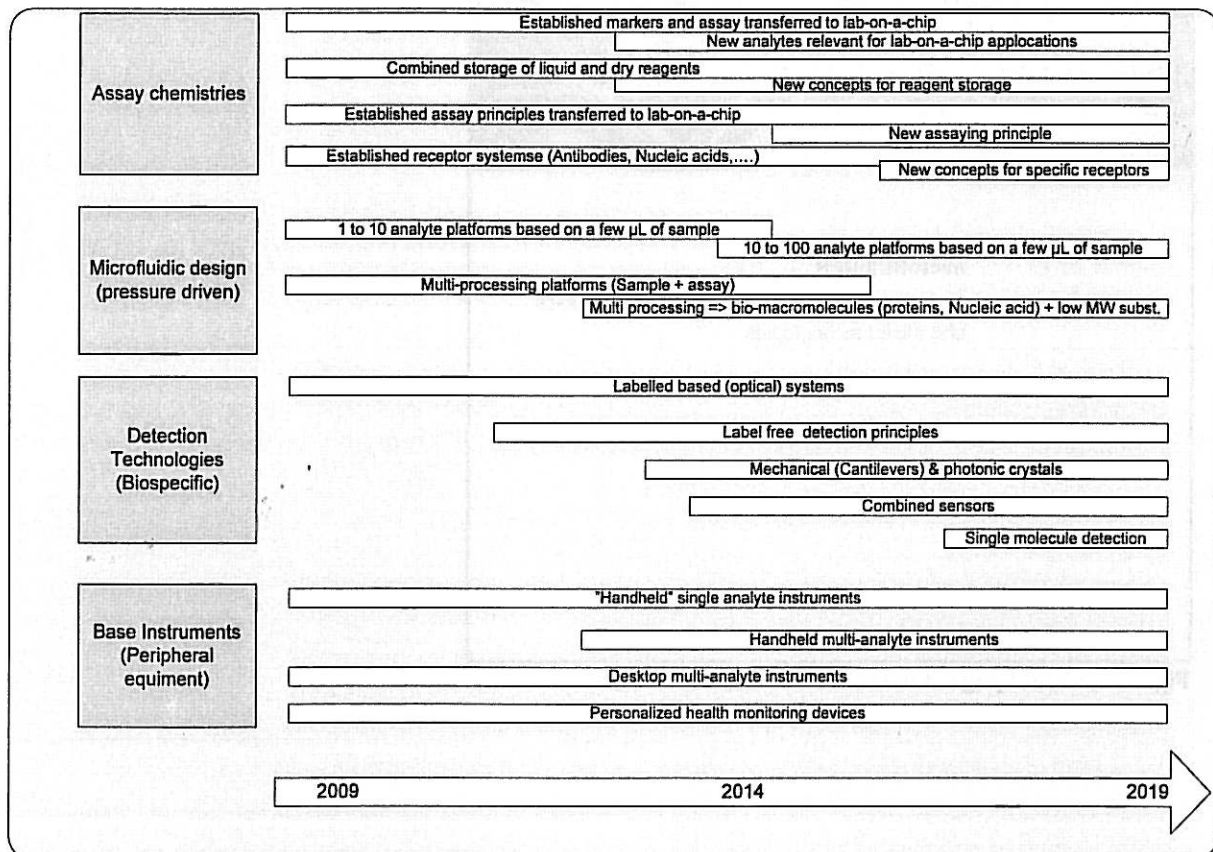 Assay chemistries
Established markers and assay transferred to lab-on-a-chip
New analytes relevant for lab-on-a-chip applocations
Combined storage of liquid and dry reagents
New concepts for reagent storage
Established assay principles transferred to lab-on-a-chip
New assaying principle
Established receptor systemse (Antibodies, Nucleic acids,....)
New concepts for specific receptors
Microfluidic design
(pressure driven)
1 to 10 analyte platforms based on a few µL of sample
10 to 100 analyte platforms based on a few µL of sample
Multi-processing platforms (Sample + assay)
Multi processing => bio-macromolecules (proteins, Nucleic acid) + low MW subst.
Detection
Technologies
(Biospecific)
Labelled based (optical) systems
Label free detection principles
Mechanical (Cantilevers) & photonic crystals
Combined sensors
Single molecule detection
Base Instruments
(Peripheral
equiment)
"Handheld" single analyte instruments
Handheld multi-analyte instruments
Desktop multi-analyte instruments
Personalized health monitoring devices
2009 2014 2019